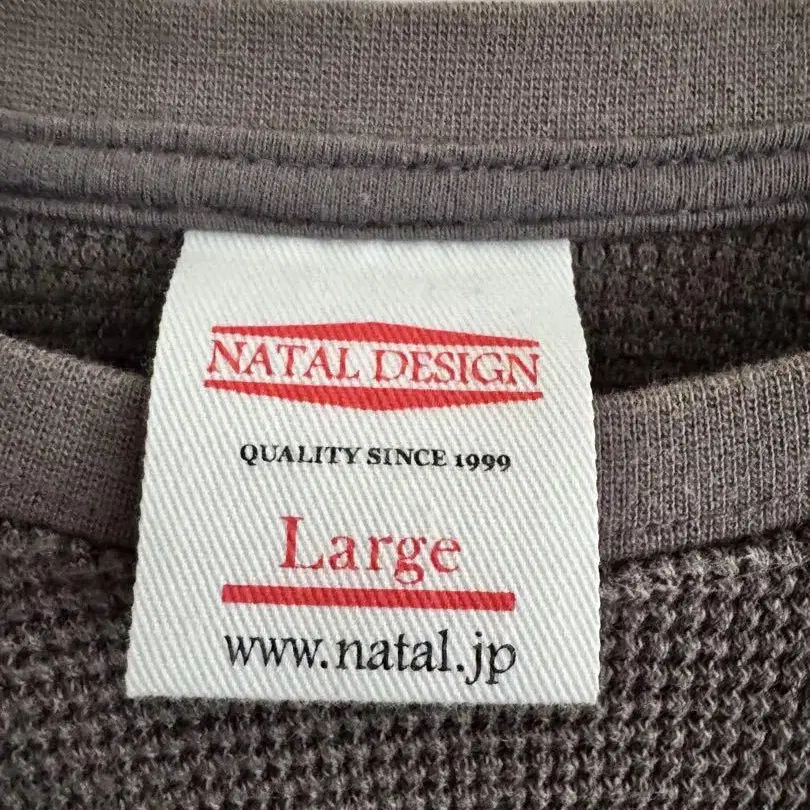 NATAL DESIGN
QUALITY SINCE 1999
Large
www.natal.jp